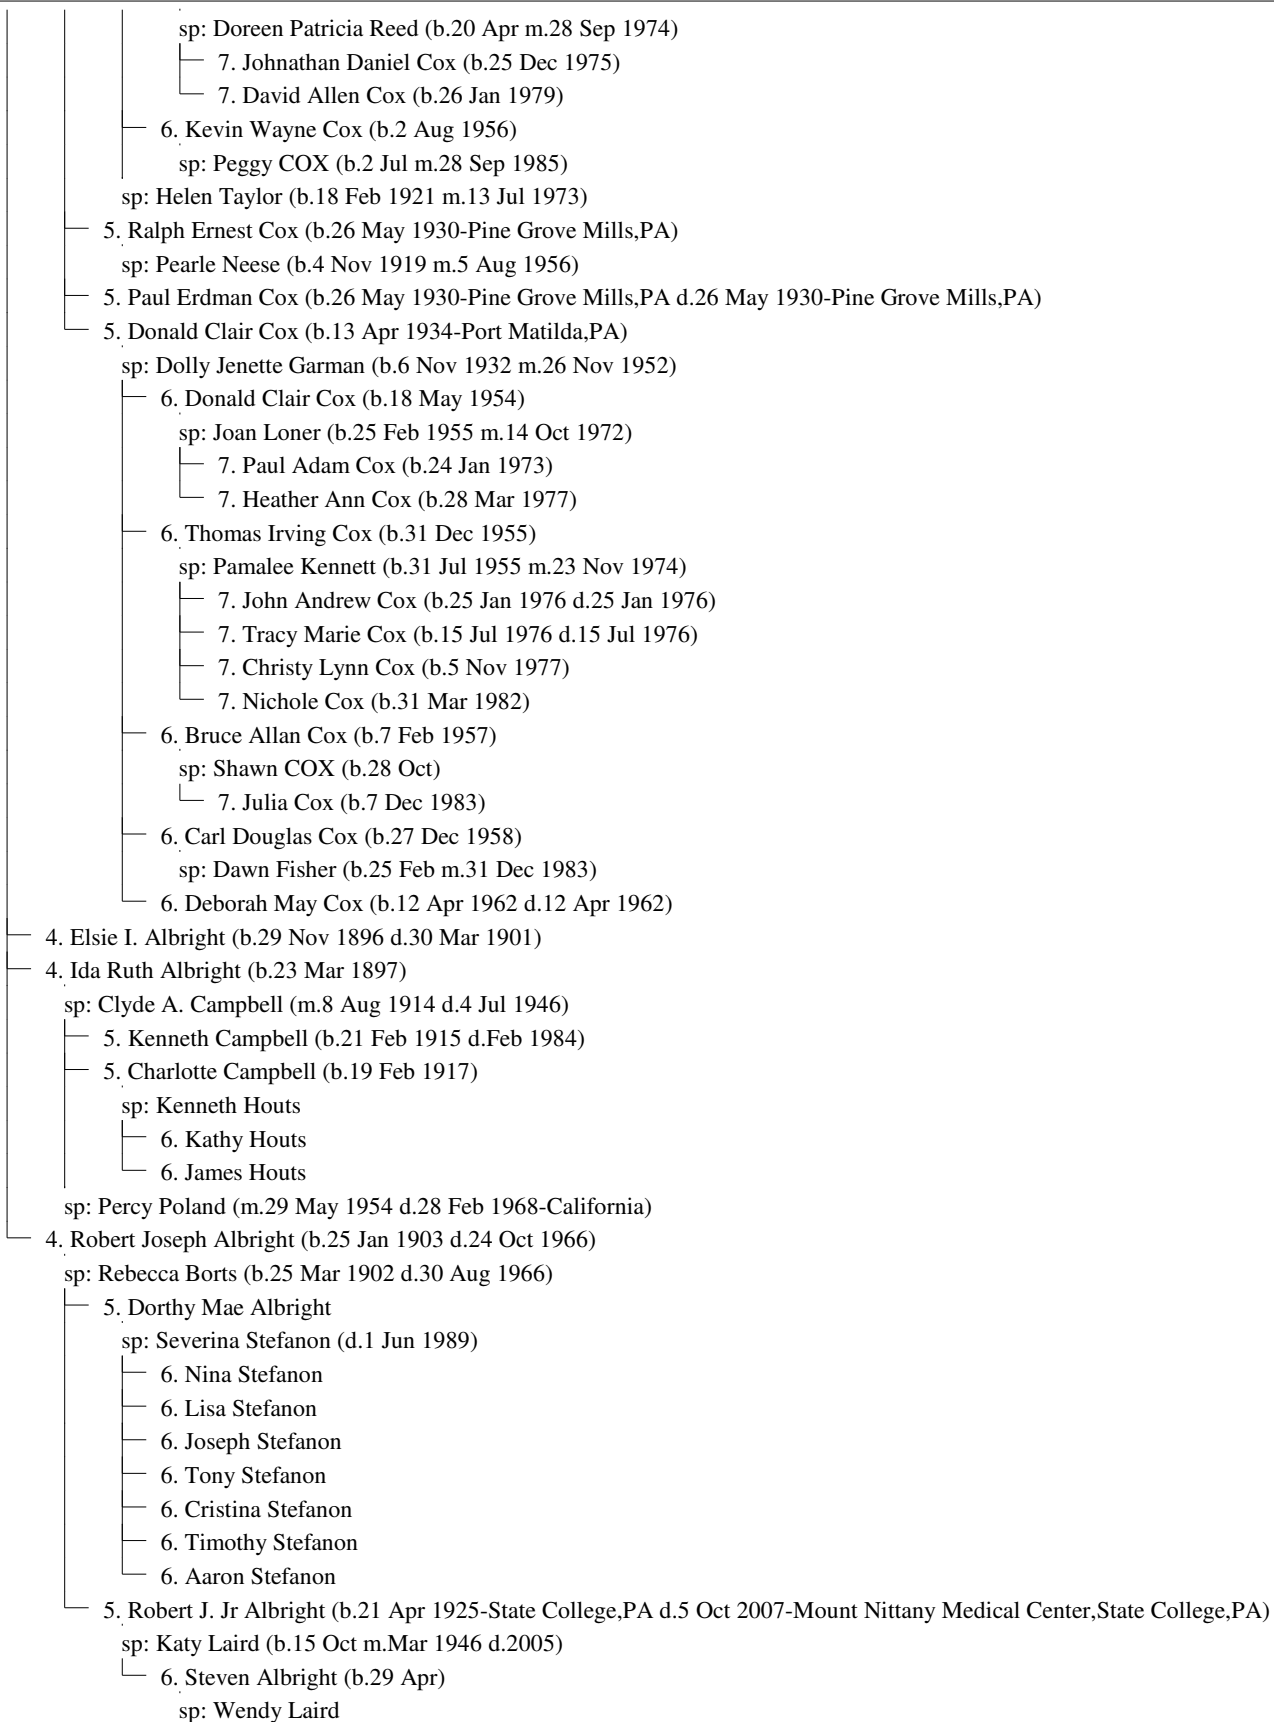 sp: Doreen Patricia Reed (b.20 Apr m.28 Sep 1974)
7. Johnathan Daniel Cox (b.25 Dec 1975)
7. David Allen Cox (b.26 Jan 1979)
6. Kevin Wayne Cox (b.2 Aug 1956)
sp: Peggy COX (b.2 Jul m.28 Sep 1985)
sp: Helen Taylor (b.18 Feb 1921 m.13 Jul 1973)
5. Ralph Ernest Cox (b.26 May 1930-Pine Grove Mills,PA)
sp: Pearle Neese (b.4 Nov 1919 m.5 Aug 1956)
5. Paul Erdman Cox (b.26 May 1930-Pine Grove Mills,PA d.26 May 1930-Pine Grove Mills,PA)
5. Donald Clair Cox (b.13 Apr 1934-Port Matilda,PA)
sp: Dolly Jenette Garman (b.6 Nov 1932 m.26 Nov 1952)
6. Donald Clair Cox (b.18 May 1954)
sp: Joan Loner (b.25 Feb 1955 m.14 Oct 1972)
7. Paul Adam Cox (b.24 Jan 1973)
7. Heather Ann Cox (b.28 Mar 1977)
6. Thomas Irving Cox (b.31 Dec 1955)
sp: Pamalee Kennett (b.31 Jul 1955 m.23 Nov 1974)
7. John Andrew Cox (b.25 Jan 1976 d.25 Jan 1976)
7. Tracy Marie Cox (b.15 Jul 1976 d.15 Jul 1976)
7. Christy Lynn Cox (b.5 Nov 1977)
7. Nichole Cox (b.31 Mar 1982)
6. Bruce Allan Cox (b.7 Feb 1957)
sp: Shawn COX (b.28 Oct)
7. Julia Cox (b.7 Dec 1983)
6. Carl Douglas Cox (b.27 Dec 1958)
sp: Dawn Fisher (b.25 Feb m.31 Dec 1983)
6. Deborah May Cox (b.12 Apr 1962 d.12 Apr 1962)
4. Elsie I. Albright (b.29 Nov 1896 d.30 Mar 1901)
4. Ida Ruth Albright (b.23 Mar 1897)
sp: Clyde A. Campbell (m.8 Aug 1914 d.4 Jul 1946)
5. Kenneth Campbell (b.21 Feb 1915 d.Feb 1984)
5. Charlotte Campbell (b.19 Feb 1917)
sp: Kenneth Houts
6. Kathy Houts
6. James Houts
sp: Percy Poland (m.29 May 1954 d.28 Feb 1968-California)
4. Robert Joseph Albright (b.25 Jan 1903 d.24 Oct 1966)
sp: Rebecca Borts (b.25 Mar 1902 d.30 Aug 1966)
5. Dorthy Mae Albright
sp: Severina Stefanon (d.1 Jun 1989)
6. Nina Stefanon
6. Lisa Stefanon
6. Joseph Stefanon
6. Tony Stefanon
6. Cristina Stefanon
6. Timothy Stefanon
6. Aaron Stefanon
5. Robert J. Jr Albright (b.21 Apr 1925-State College,PA d.5 Oct 2007-Mount Nittany Medical Center,State College,PA)
sp: Katy Laird (b.15 Oct m.Mar 1946 d.2005)
6. Steven Albright (b.29 Apr)
sp: Wendy Laird